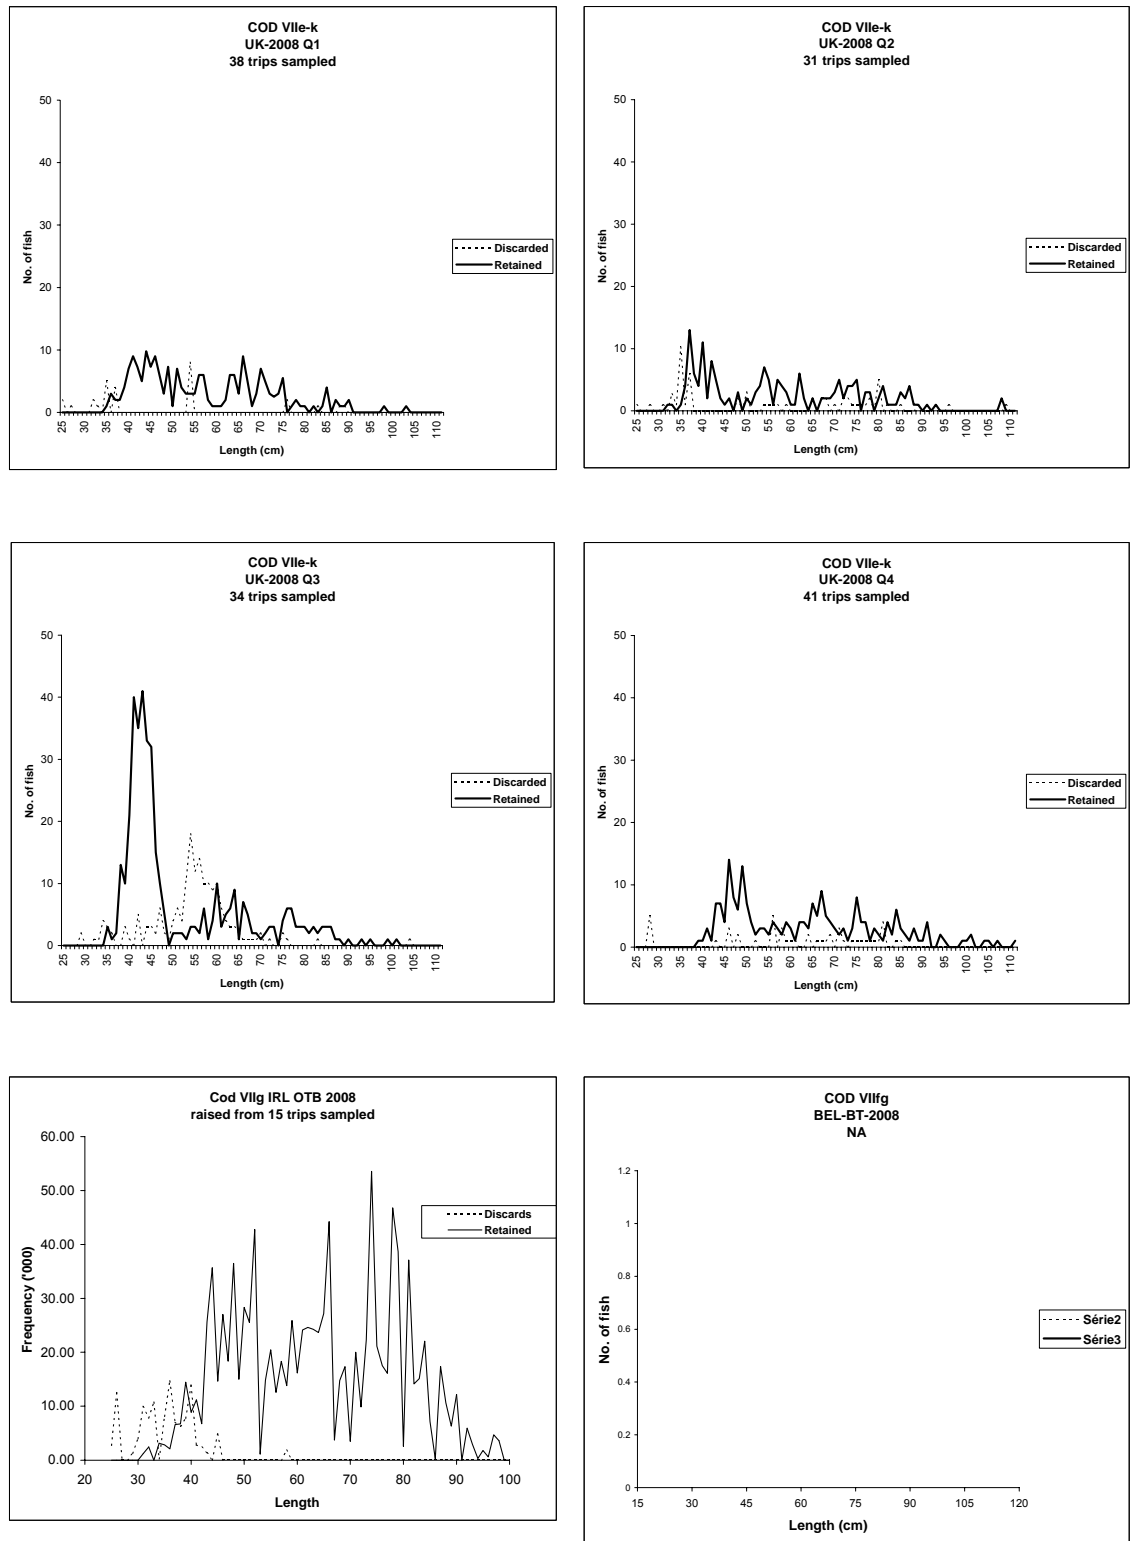 COD VIIe-k
UK-2008 Q1
38 trips sampled
50
40
30
20
10
0
No. of fish
Discarded
Retained
25 30 35 40 45 50 55 60 65 70 75 80 85 90 95 100 105 110
Length (cm)
COD VIIe-k
UK-2008 Q2
31 trips sampled
50
40
30
20
10
0
No. of fish
Discarded
Retained
25 30 35 40 45 50 55 60 65 70 75 80 85 90 95 100 105 110
Length (cm)
COD VIIe-k
UK-2008 Q3
34 trips sampled
50
40
30
20
10
0
No. of fish
Discarded
Retained
25 30 35 40 45 50 55 60 65 70 75 80 85 90 95 100 105 110
Length (cm)
COD VIIe-k
UK-2008 Q4
41 trips sampled
50
40
30
20
10
0
No. of fish
Discarded
Retained
25 30 35 40 45 50 55 60 65 70 75 80 85 90 95 100 105 110
Length (cm)
Cod VIIg IRL OTB 2008
raised from 15 trips sampled
60.00
50.00
40.00
30.00
20.00
10.00
0.00
Frequency ('000)
Discards
Retained
20 30 40 50 60 70 80 90 100
Length
COD VIIfg
BEL-BT-2008
NA
1.2
1
0.8
0.6
0.4
0.2
0
No. of fish
Série2
Série3
15 30 45 60 75 90 105 120
Length (cm)